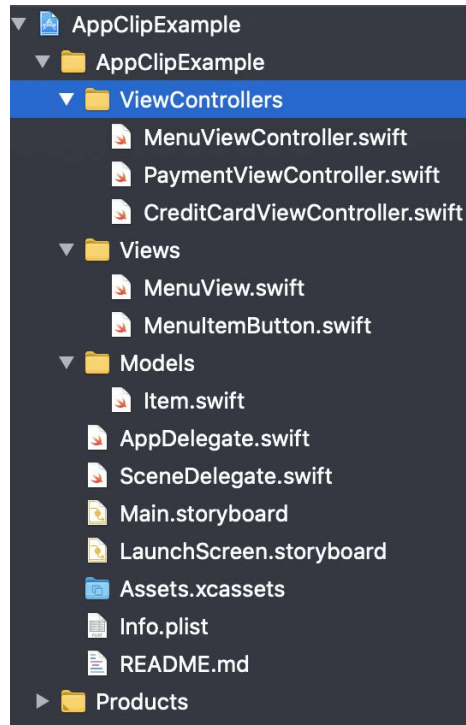 AppClipExample
AppClipExample
ViewControllers
MenuViewController.swift
PaymentViewController.swift
CreditCardViewController.swift
Views
MenuView.swift
MenuItemButton.swift
Models
Item.swift
AppDelegate.swift
SceneDelegate.swift
Main.storyboard
LaunchScreen.storyboard
Assets.xcassets
Info.plist
README.md
Products